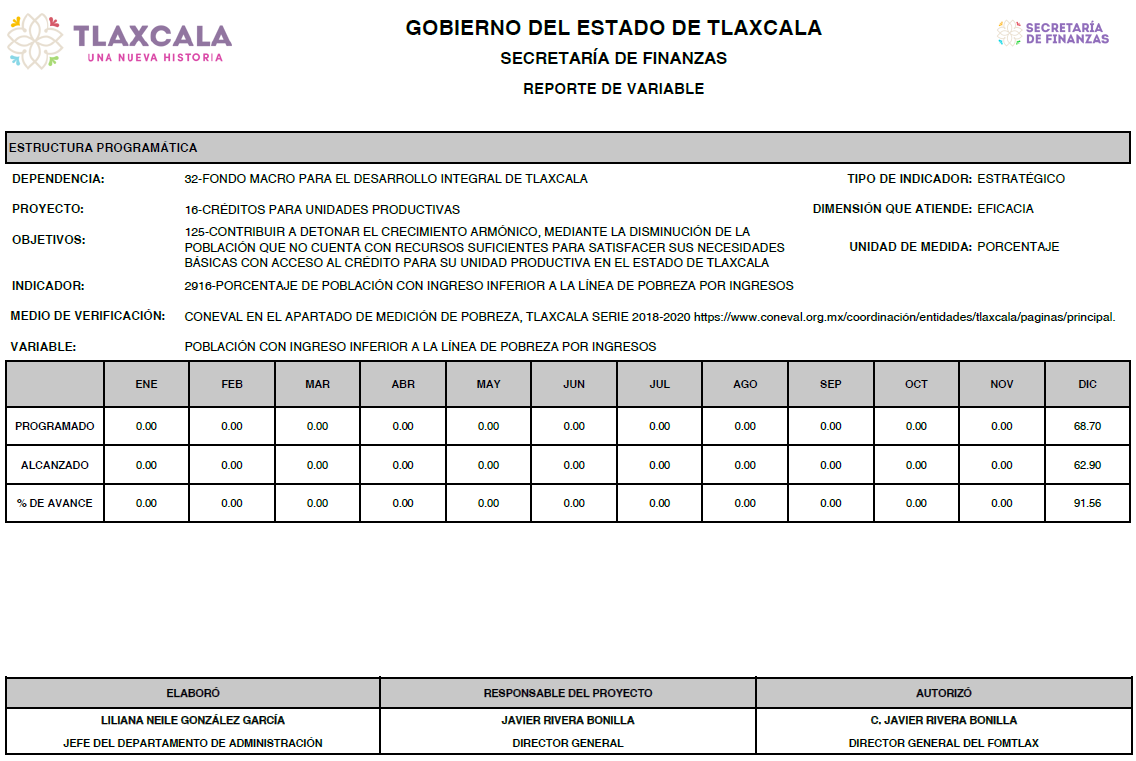 TLAXCALA
UNA NUEVA HISTORIA
GOBIERNO DEL ESTADO DE TLAXCALA
SECRETARÍA DE FINANZAS
REPORTE DE VARIABLE
SECRETARÍA
DE FINANZAS
ESTRUCTURA PROGRAMÁTICA
DEPENDENCIA: 32-FONDO MACRO PARA EL DESARROLLO INTEGRAL DE TLAXCALA TIPO DE INDICADOR: ESTRATÉGICO
PROYECTO: 16-CRÉDITOS PARA UNIDADES PRODUCTIVAS DIMENSIÓN QUE ATIENDE: EFICACIA
OBJETIVOS: 125-CONTRIBUIR A DETONAR EL CRECIMIENTO ARMÓNICO, MEDIANTE LA DISMINUCIÓN DE LA
POBLACIÓN QUE NO CUENTA CON RECURSOS SUFICIENTES PARA SATISFACER SUS NECESIDADES
BÁSICAS CON ACCESO AL CRÉDITO PARA SU UNIDAD PRODUCTIVA EN EL ESTADO DE TLAXCALA
UNIDAD DE MEDIDA: PORCENTAJE
INDICADOR: 2916-PORCENTAJE DE POBLACIÓN CON INGRESO INFERIOR A LA LÍNEA DE POBREZA POR INGRESOS
MEDIO DE VERIFICACIÓN: CONEVAL EN EL APARTADO DE MEDICIÓN DE POBREZA, TLAXCALA SERIE 2018-2020 https://www.coneval.org.mx/coordinación/entidades/tlaxcala/paginas/principal.
VARIABLE: POBLACIÓN CON INGRESO INFERIOR A LA LÍNEA DE POBREZA POR INGRESOS
ENE FEB MAR ABR MAY JUN JUL AGO SEP OCT NOV DIC
PROGRAMADO 0.00 0.00 0.00 0.00 0.00 0.00 0.00 0.00 0.00 0.00 0.00 68.70
ALCANZADO 0.00 0.00 0.00 0.00 0.00 0.00 0.00 0.00 0.00 0.00 0.00 62.90
% DE AVANCE 0.00 0.00 0.00 0.00 0.00 0.00 0.00 0.00 0.00 0.00 0.00 91.56
ELABORÓ RESPONSABLE DEL PROYECTO AUTORIZÓ
LILIANA NEILE GONZÁLEZ GARCÍA JAVIER RIVERA BONILLA C. JAVIER RIVERA BONILLA
JEFE DEL DEPARTAMENTO DE ADMINISTRACIÓN DIRECTOR GENERAL DIRECTOR GENERAL DEL FOMTLAX